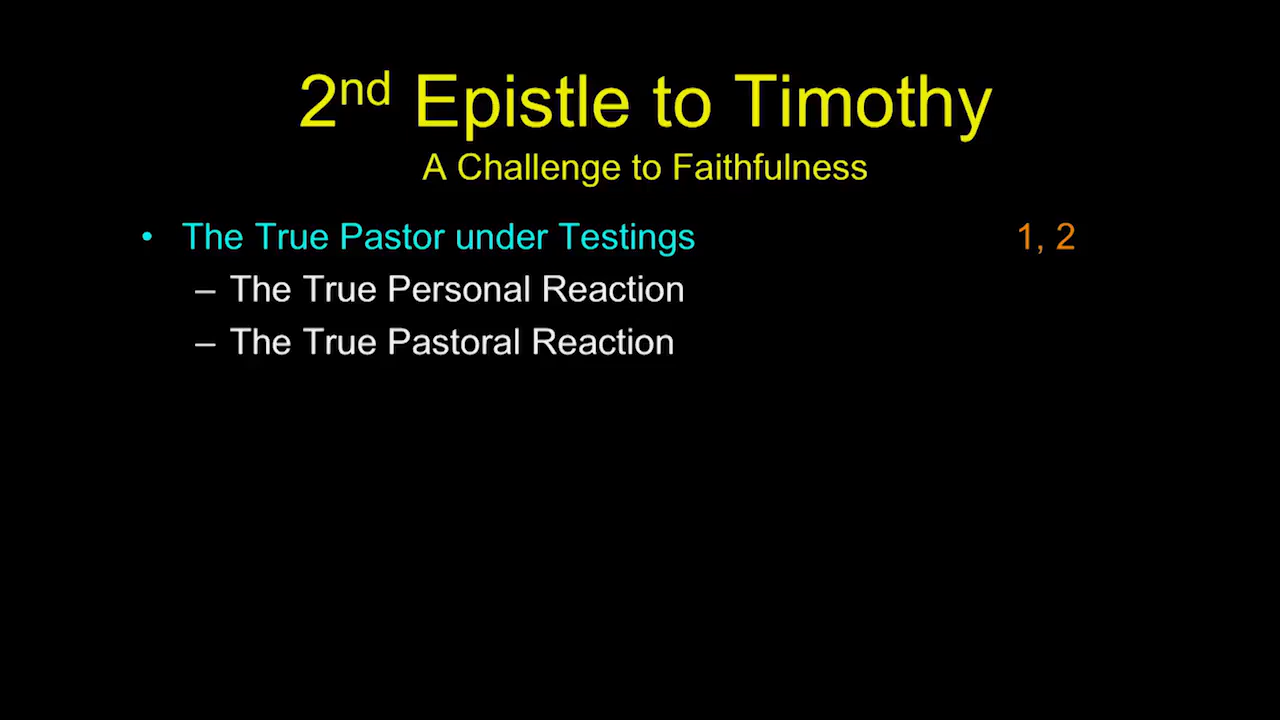 2nd Epistle to Timothy
A Challenge to Faithfulness
• The True Pastor under Testings 1, 2
– The True Personal Reaction
– The True Pastoral Reaction